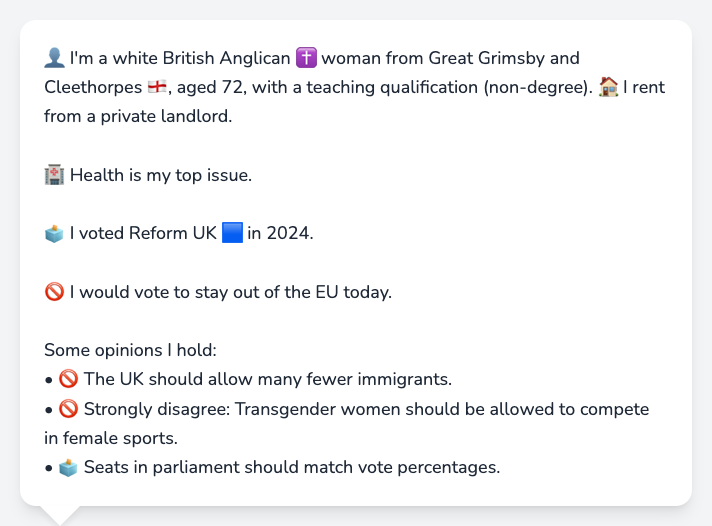 👤 I'm a white British Anglican ✝️ woman from Great Grimsby and
Cleethorpes 🏴󠁧󠁢󠁥󠁮󠁧󠁿, aged 72, with a teaching qualification (non-degree). 🏠 I rent
from a private landlord.
🏥 Health is my top issue.
🗳️ I voted Reform UK 🟦 in 2024.
🚫 I would vote to stay out of the EU today.
Some opinions I hold:
• 🚫 The UK should allow many fewer immigrants.
• 🚫 Strongly disagree: Transgender women should be allowed to compete
in female sports.
• 🗳️ Seats in parliament should match vote percentages.